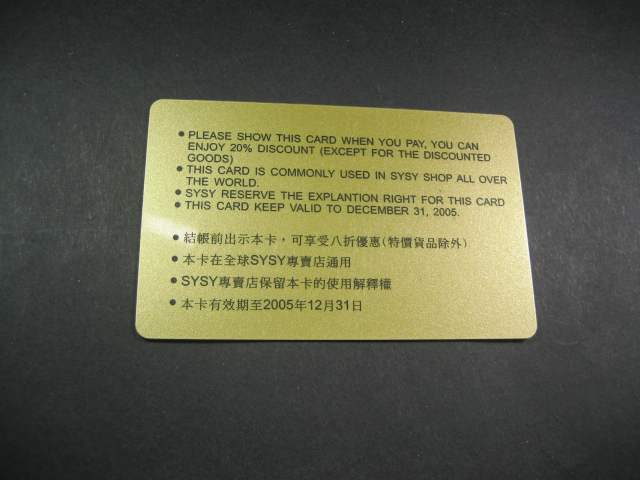 ● PLEASE SHOW THIS CARD WHEN YOU PAY, YOU CAN
ENJOY 20% DISCOUNT (EXCEPT FOR THE DISCOUNTED
GOODS)
● THIS CARD IS COMMONLY USED IN SYSY SHOP ALL OVER
THE WORLD.
● SYSY RESERVE THE EXPLANTION RIGHT FOR THIS CARD
● THIS CARD KEEP VALID TO DECEMBER 31, 2005.
● 結帳前出示本卡，可享受八折優惠(特價貨品除外)
● 本卡在全球SYSY專賣店通用
● SYSY專賣店保留本卡的使用解釋權
● 本卡有效期至2005年12月31日